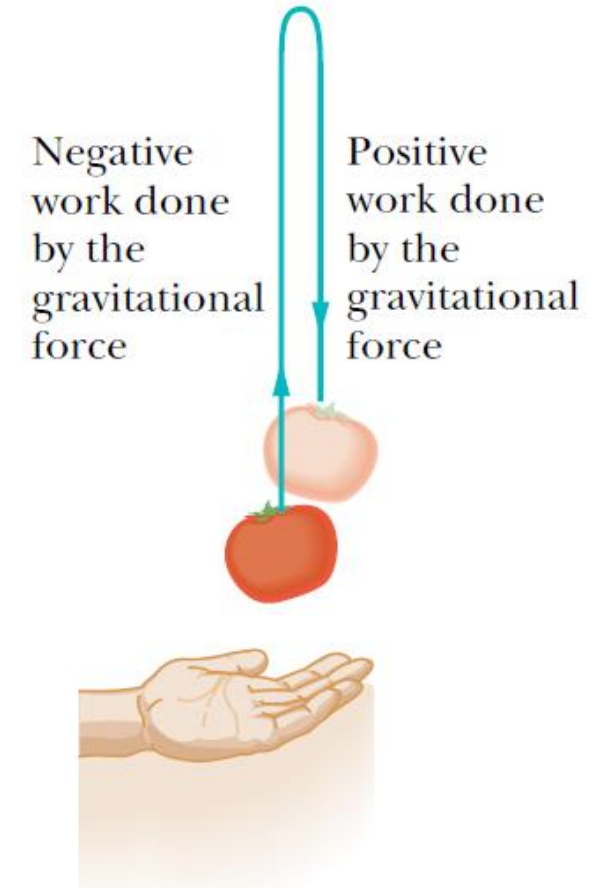 Negative
work done
by the
gravitational
force
Positive
work done
by the
gravitational
force